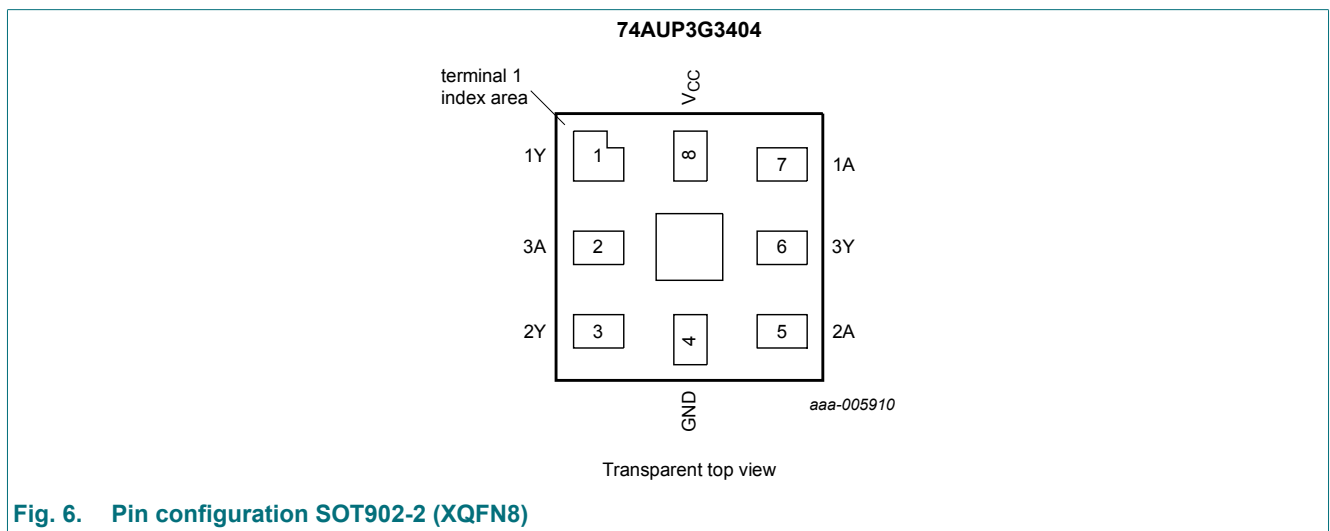 74AUP3G3404
terminal 1
index area
VCC
1Y
1
8
7
1A
3A
2
6
3Y
2Y
3
4
5
2A
GND
aaa-005910
Transparent top view
Fig. 6. Pin configuration SOT902-2 (XQFN8)